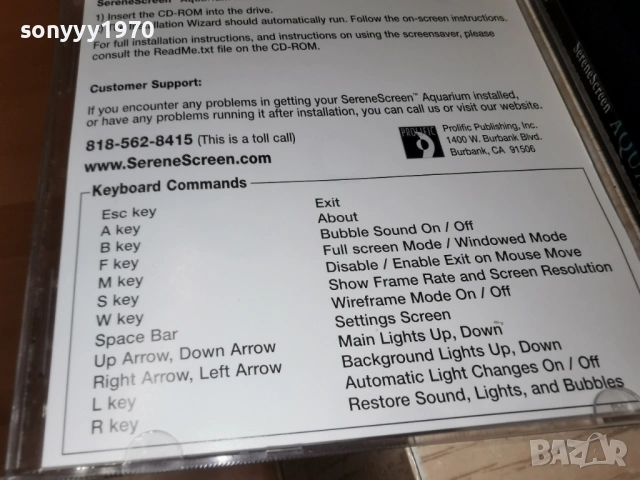 sonyyy1970
SereneScreen™ Aquarium
1) Insert the CD-ROM into the drive.
Installation Wizard should automatically run. Follow the on-screen instructions.
For full installation instructions, and instructions on using the screensaver, please
consult the ReadMe.txt file on the CD-ROM.
Customer Support:
If you encounter any problems in getting your SereneScreen™ Aquarium installed,
or have any problems running it after installation, you can call us or visit our website.
818-562-8415 (This is a toll call)
www.SereneScreen.com
PROLIFIC
Prolific Publishing, Inc.
1400 W. Burbank Blvd.
Burbank, CA 91506
Keyboard Commands
Esc key Exit
A key About
B key Bubble Sound On / Off
F key Full screen Mode / Windowed Mode
M key Disable / Enable Exit on Mouse Move
S key Show Frame Rate and Screen Resolution
W key Wireframe Mode On / Off
Space Bar Settings Screen
Up Arrow, Down Arrow Main Lights Up, Down
Right Arrow, Left Arrow Background Lights Up, Down
L key Automatic Light Changes On / Off
R key Restore Sound, Lights, and Bubbles
SereneScreen
BAZAR